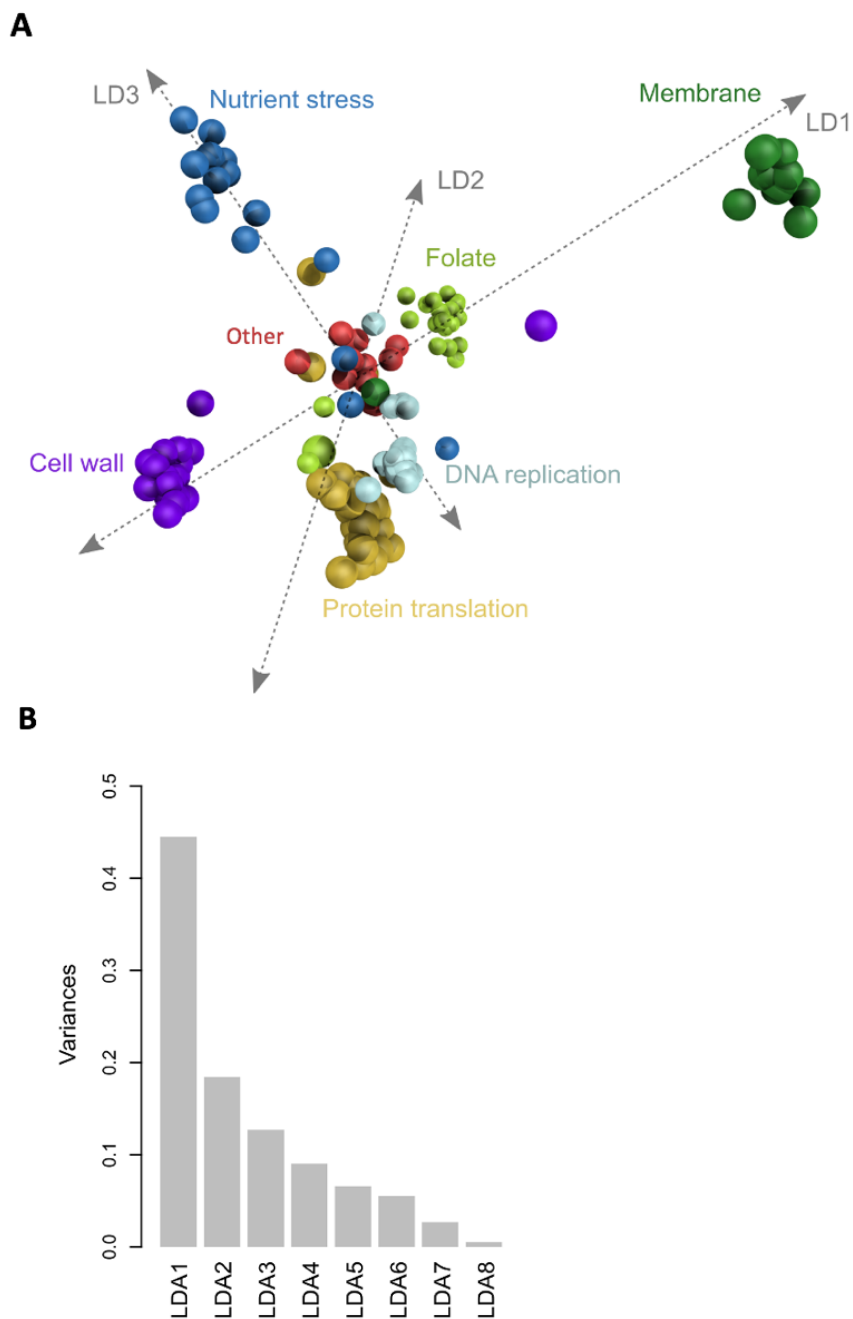 A
LD3
Nutrient stress
Membrane
LD1
LD2
Folate
Other
Cell wall
DNA replication
Protein translation
B
Variances
0.5
0.4
0.3
0.2
0.1
0.0
LDA1
LDA2
LDA3
LDA4
LDA5
LDA6
LDA7
LDA8